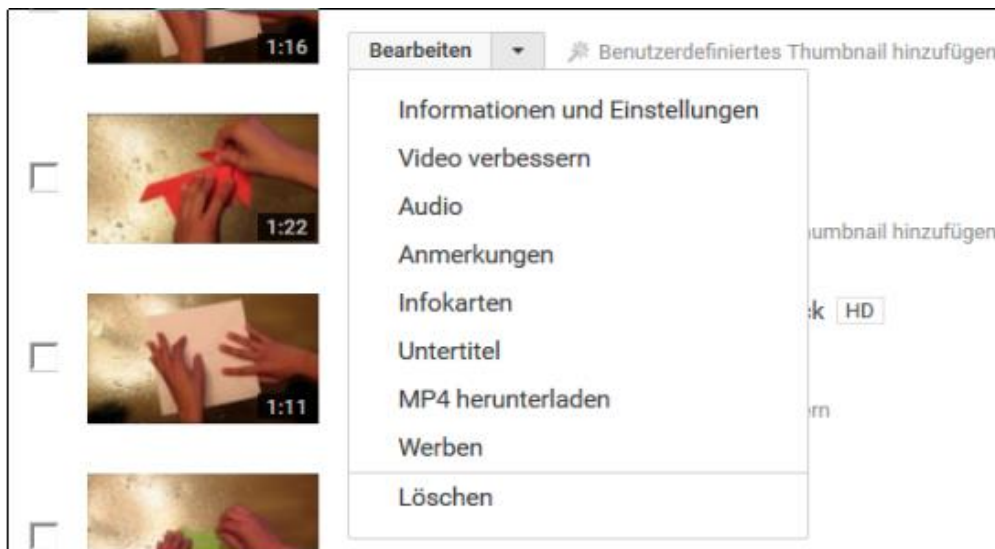 1:16
Bearbeiten
Benutzerdefiniertes Thumbnail hinzufügen
Informationen und Einstellungen
Video verbessern
1:22
Audio
hinzufügen
Anmerkungen
Infokarten
HD
Untertitel
MP4 herunterladen
1:11
Werben
Löschen